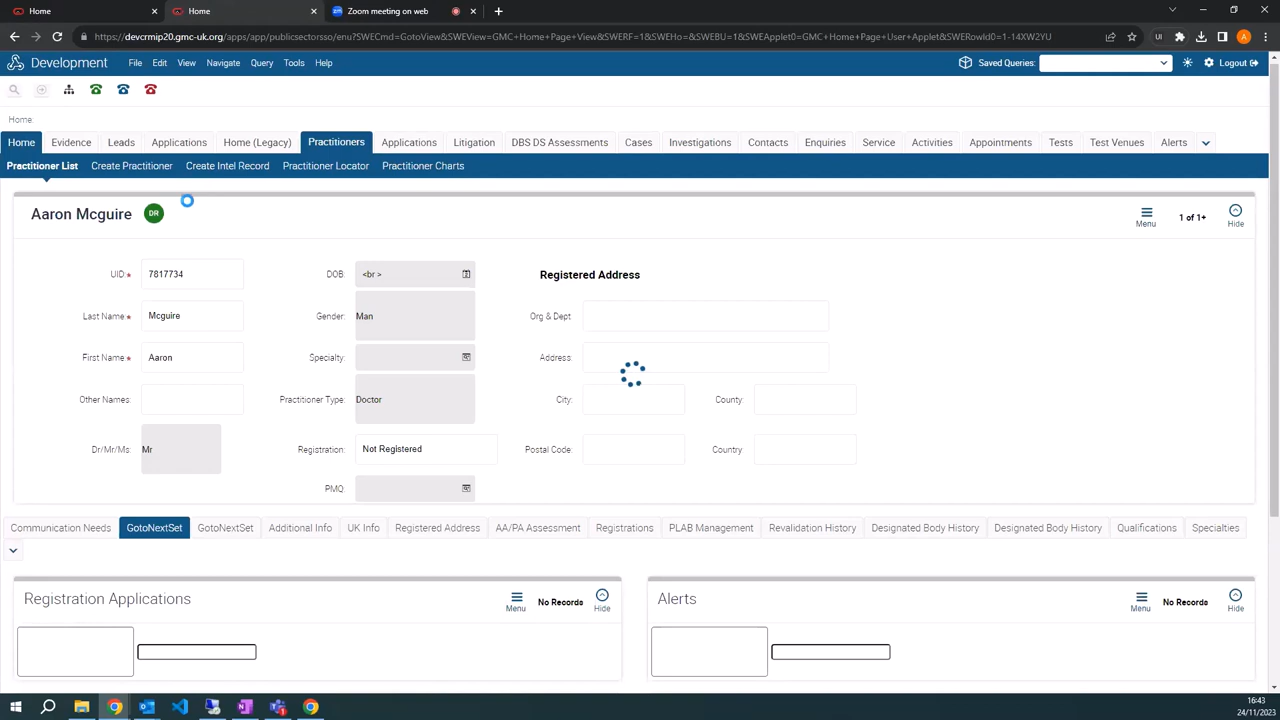 Home
Home
Zoom meeting on web
https://devcrmip20.gmc-uk.org/apps/app/publicsectorsso/enu?SWECmd=GotoView&SWEView=GMC+Home+Page+View&SWERF=1&SWEHo=&SWEBU=1&SWEApplet0=GMC+Home+Page+User+Applet&SWERowId0=1-14XW2YU
UI
A
Development
File Edit View Navigate Query Tools Help
Saved Queries:
Logout
Home:
Home Evidence Leads Applications Home (Legacy) Practitioners Applications Litigation DBS DS Assessments Cases Investigations Contacts Enquiries Service Activities Appointments Tests Test Venues Alerts
Practitioner List Create Practitioner Create Intel Record Practitioner Locator Practitioner Charts
Aaron Mcguire DR
Menu
1 of 1+
Hide
UID:* 7817734 DOB: <br > Registered Address
Last Name:* Mcguire Gender: Man Org & Dept:
First Name:* Aaron Specialty: Address:
Other Names: Practitioner Type: Doctor City: County:
Dr/Mr/Ms: Mr Registration: Not Registered Postal Code: Country:
PMQ:
Communication Needs GotoNextSet GotoNextSet Additional Info UK Info Registered Address AA/PA Assessment Registrations PLAB Management Revalidation History Designated Body History Designated Body History Qualifications Specialties
Registration Applications
Menu
No Records
Hide
Alerts
Menu
No Records
Hide
16:43
24/11/2023